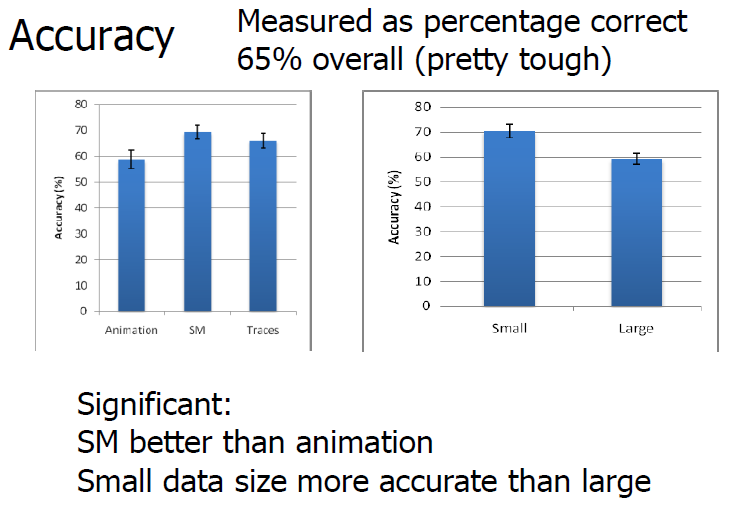 Accuracy
Measured as percentage correct
65% overall (pretty tough)
80
70
60
50
40
30
20
10
0
Accuracy (%)
Animation SM Traces
80
70
60
50
40
30
20
10
0
Accuracy (%)
Small Large
Significant:
SM better than animation
Small data size more accurate than large